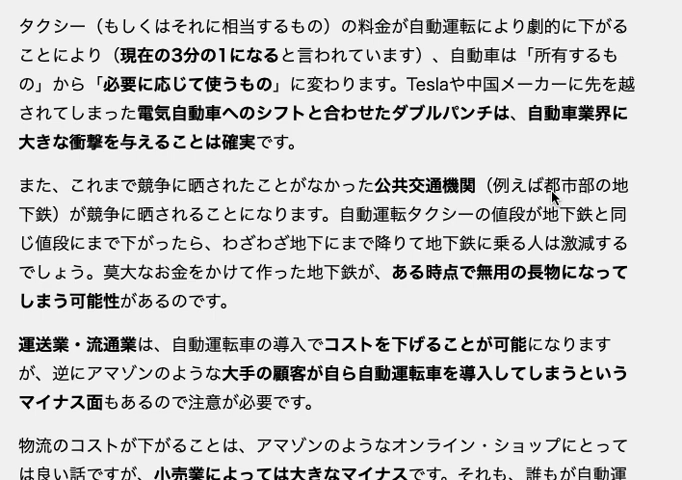 タクシー（もしくはそれに相当するもの）の料金が自動運転により劇的に下がる
ことにより（現在の3分の1になると言われています）、自動車は「所有するも
の」から「必要に応じて使うもの」に変わります。Teslaや中国メーカーに先を越
されてしまった電気自動車へのシフトと合わせたダブルパンチは、自動車業界に
大きな衝撃を与えることは確実です。
また、これまで競争に晒されたことがなかった公共交通機関（例えば都市部の地
下鉄）が競争に晒されることになります。自動運転タクシーの値段が地下鉄と同
じ値段にまで下がったら、わざわざ地下にまで降りて地下鉄に乗る人は激減する
でしょう。莫大なお金をかけて作った地下鉄が、ある時点で無用の長物になって
しまう可能性があるのです。
運送業・流通業は、自動運転車の導入でコストを下げることが可能になります
が、逆にアマゾンのような大手の顧客が自ら自動運転車を導入してしまうという
マイナス面もあるので注意が必要です。
物流のコストが下がることは、アマゾンのようなオンライン・ショップにとって
は良い話ですが、小売業によっては大きなマイナスです。それも、誰もが自動運